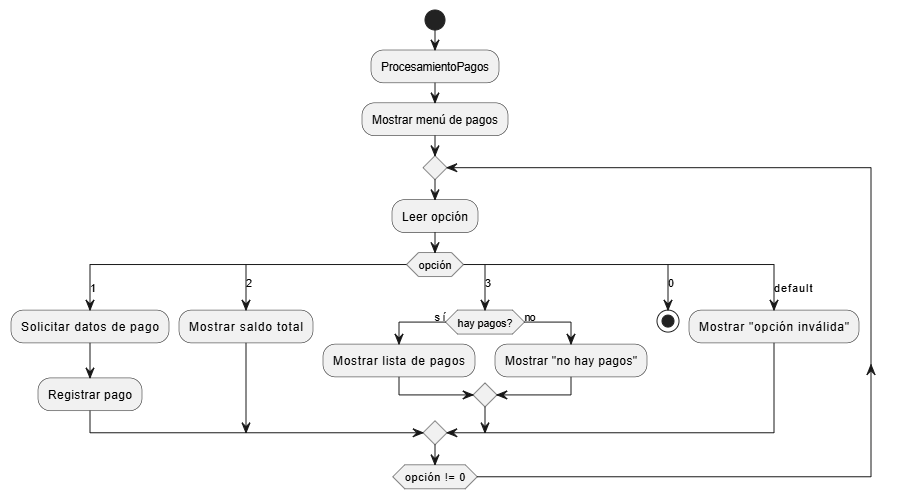 ProcesamientoPagos
Mostrar menú de pagos
Leer opción
opción
1
2
3
0
default
Solicitar datos de pago
Mostrar saldo total
sí
hay pagos?
no
Mostrar "opción inválida"
Mostrar lista de pagos
Mostrar "no hay pagos"
Registrar pago
opción != 0